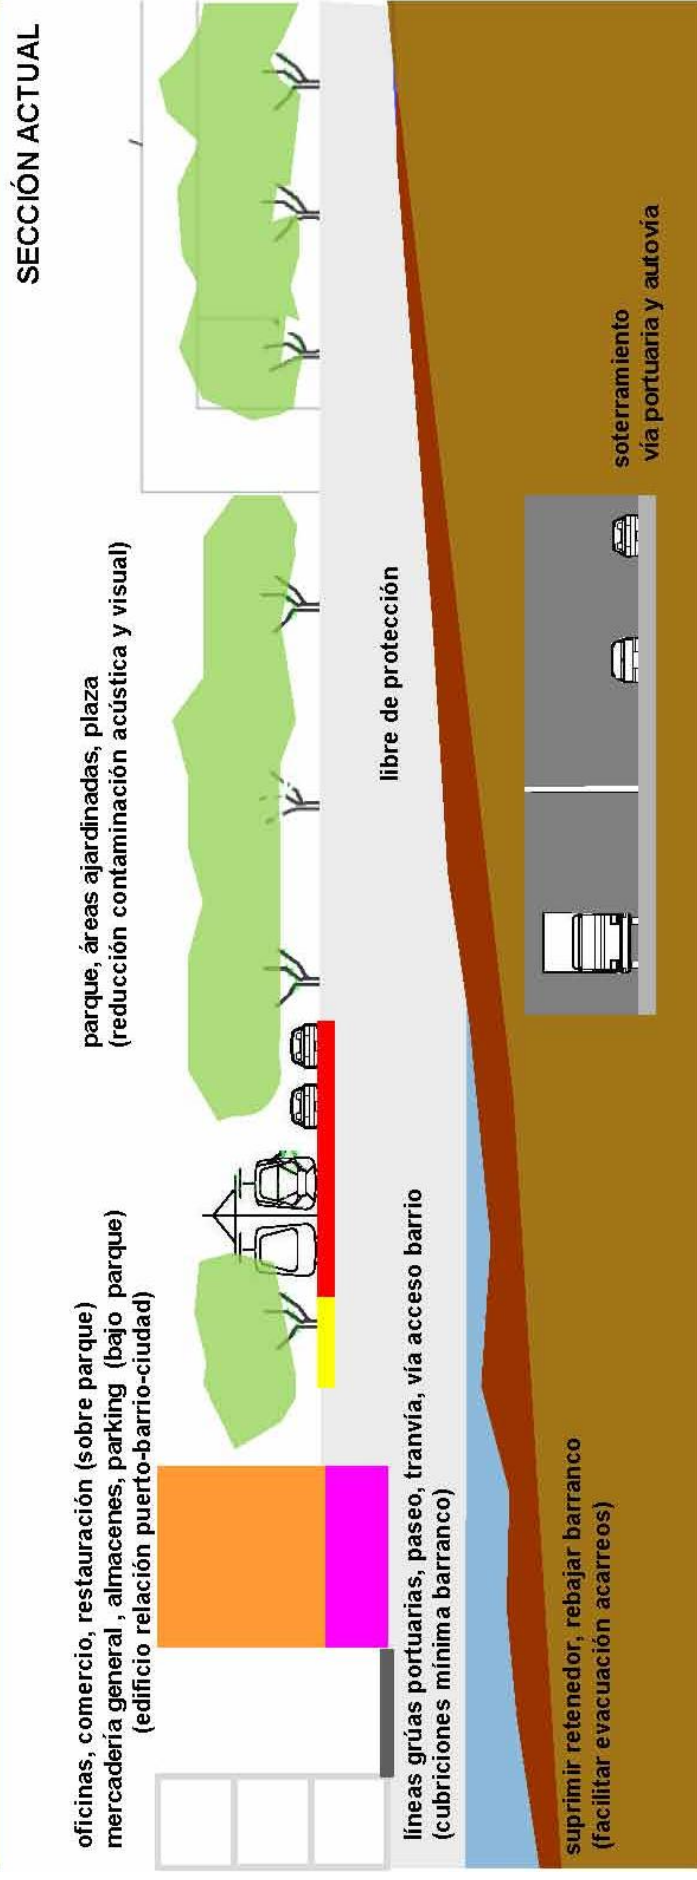 SECCIÓN ACTUAL
oficinas, comercio, restauración (sobre parque)
mercadería general , almacenes, parking (bajo parque)
(edificio relación puerto-barrio-ciudad)
parque, áreas ajardinadas, plaza
(reducción contaminación acústica y visual)
líneas grúas portuarias, paseo, tranvía, vía acceso barrio
(cubriciones mínima barranco)
libre de protección
suprimir retenedor, rebajar barranco
(facilitar evacuación acarreos)
soterramiento
vía portuaria y autovía